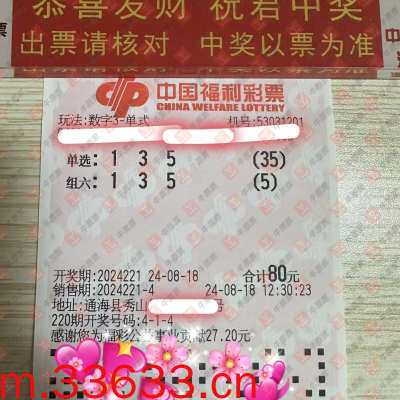 恭喜发财 祝君中奖
出票请核对 中奖以票为准
中国福利彩票
CHINA WELFARE LOTTERY
玩法:数字3-单式 机号:53031201
单选: 1 3 5 (35)
组六: 1 3 5 (5)
开奖期:2024221 24-08-18 合计80元
销售期:2024221-4 24-08-18 12:30:23
地址:通海县秀山 号
220期开奖号码:4-1-4
感谢您为福彩公益事业贡献27.20元
m.33633.cn